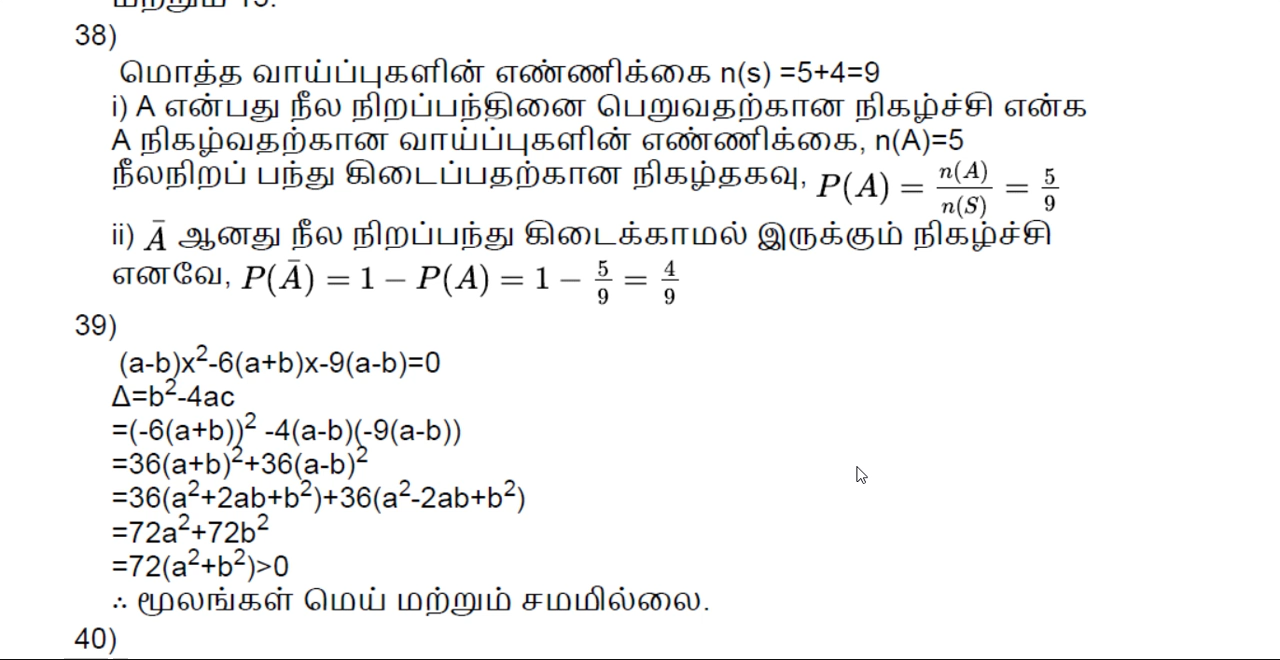 மற்றும் 15.
38)
மொத்த வாய்ப்புகளின் எண்ணிக்கை n(s) =5+4=9
i) A என்பது நீல நிறப்பந்தினை பெறுவதற்கான நிகழ்ச்சி என்க
A நிகழ்வதற்கான வாய்ப்புகளின் எண்ணிக்கை, n(A)=5
நீலநிறப் பந்து கிடைப்பதற்கான நிகழ்தகவு, P(A) = n(A)/n(S) = 5/9
ii) Ā ஆனது நீல நிறப்பந்து கிடைக்காமல் இருக்கும் நிகழ்ச்சி
எனவே, P(Ā) = 1 − P(A) = 1 − 5/9 = 4/9
39)
(a-b)x²-6(a+b)x-9(a-b)=0
Δ=b²-4ac
=(-6(a+b))² -4(a-b)(-9(a-b))
=36(a+b)²+36(a-b)²
=36(a²+2ab+b²)+36(a²-2ab+b²)
=72a²+72b²
=72(a²+b²)>0
∴ மூலங்கள் மெய் மற்றும் சமமில்லை.
40)